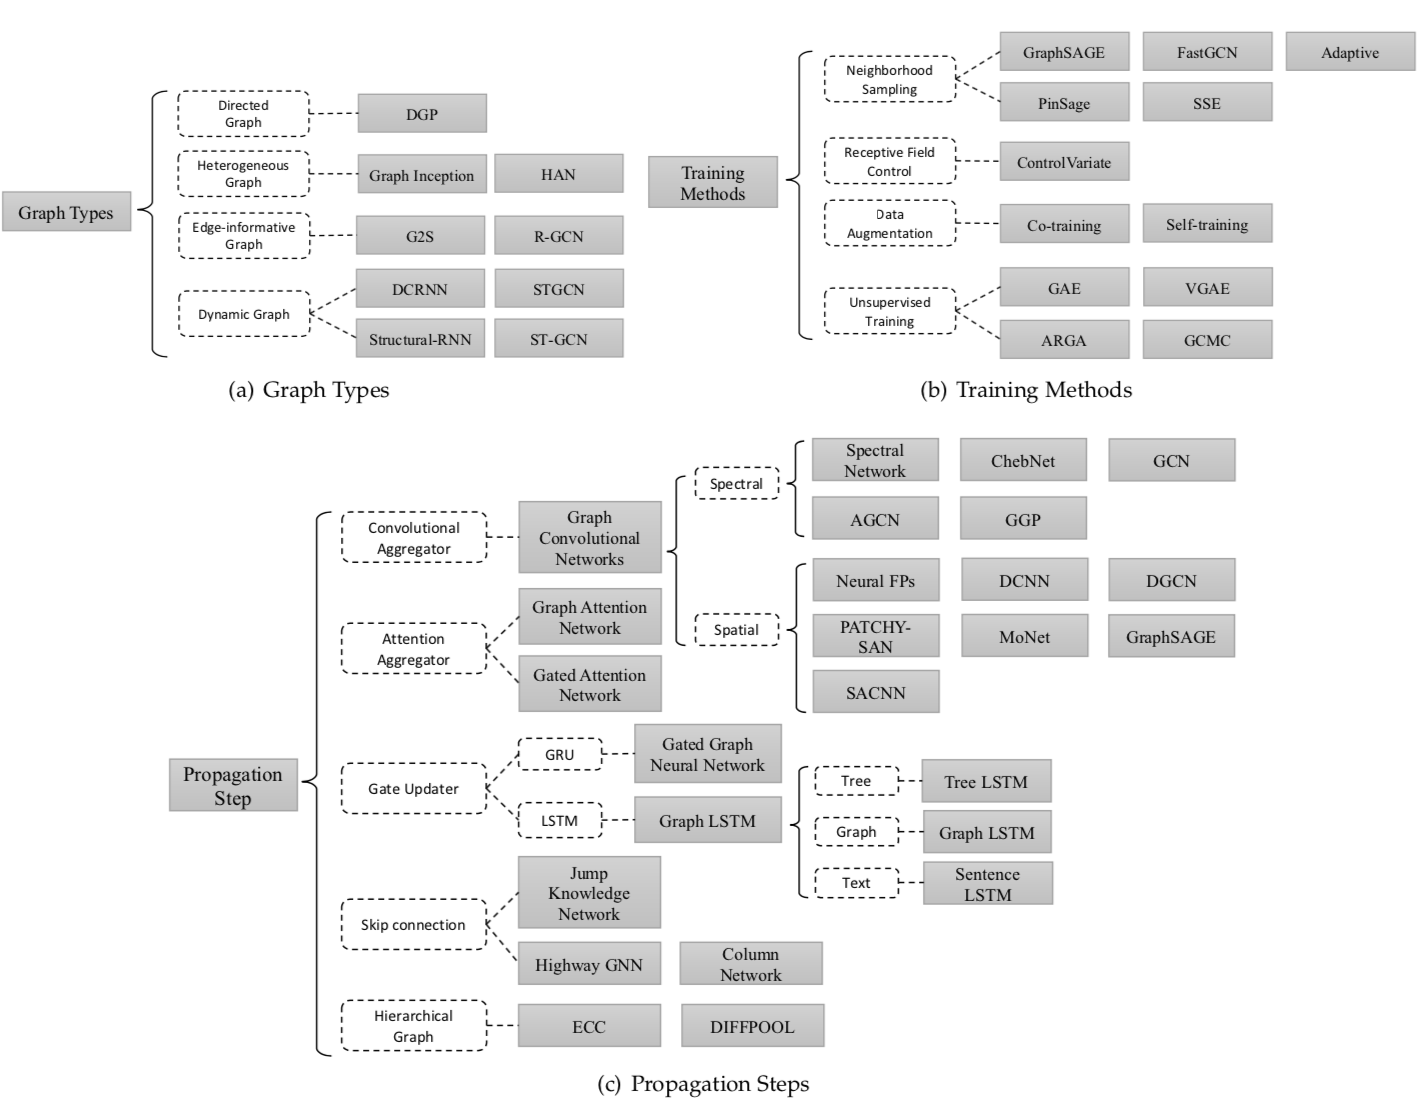 Graph Types
Directed
Graph
DGP
Heterogeneous
Graph
Graph Inception
HAN
Edge-informative
Graph
G2S
R-GCN
Dynamic Graph
DCRNN
STGCN
Structural-RNN
ST-GCN
(a) Graph Types
Training
Methods
Neighborhood
Sampling
GraphSAGE
FastGCN
Adaptive
PinSage
SSE
Receptive Field
Control
ControlVariate
Data
Augmentation
Co-training
Self-training
Unsupervised
Training
GAE
VGAE
ARGA
GCMC
(b) Training Methods
Propagation
Step
Convolutional
Aggregator
Graph
Convolutional
Networks
Spectral
Spectral
Network
ChebNet
GCN
AGCN
GGP
Spatial
Neural FPs
DCNN
DGCN
PATCHY-
SAN
MoNet
GraphSAGE
SACNN
Attention
Aggregator
Graph Attention
Network
Gated Attention
Network
Gate Updater
GRU
Gated Graph
Neural Network
LSTM
Graph LSTM
Tree
Tree LSTM
Graph
Graph LSTM
Text
Sentence
LSTM
Skip connection
Jump
Knowledge
Network
Highway GNN
Column
Network
Hierarchical
Graph
ECC
DIFFPOOL
(c) Propagation Steps